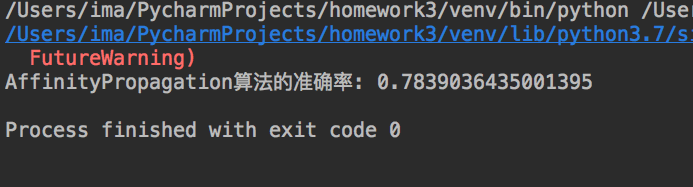 /Users/ima/PycharmProjects/homework3/venv/bin/python /Use
/Users/ima/PycharmProjects/homework3/venv/lib/python3.7/si
FutureWarning)
AffinityPropagation算法的准确率: 0.7839036435001395
Process finished with exit code 0